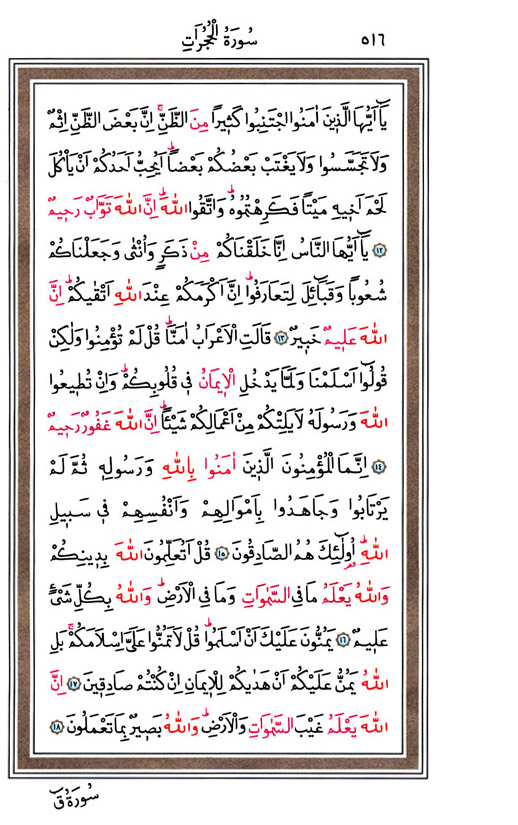 سُورَةُ الْحُجُرَاتِ ٥١٦
يَٓا اَيُّهَا الَّذ۪ينَ اٰمَنُوا اجْتَنِبُوا كَث۪يرًا مِنَ الظَّنِّۘ اِنَّ بَعْضَ الظَّنِّ اِثْمٌ
وَلَا تَجَسَّسُوا وَلَا يَغْتَبْ بَعْضُكُمْ بَعْضًاۜ اَيُحِبُّ اَحَدُكُمْ اَنْ يَأْكُلَ
لَحْمَ اَخ۪يهِ مَيْتًا فَكَرِهْتُمُوهُۜ وَاتَّقُوا اللّٰهَۜ اِنَّ اللّٰهَ تَوَّابٌ رَح۪يمٌ
﴿١٢﴾ يَٓا اَيُّهَا النَّاسُ اِنَّا خَلَقْنَاكُمْ مِنْ ذَكَرٍ وَاُنْثٰى وَجَعَلْنَاكُمْ
شُعُوبًا وَقَبَٓائِلَ لِتَعَارَفُواۜ اِنَّ اَكْرَمَكُمْ عِنْدَ اللّٰهِ اَتْقٰيكُمْۜ اِنَّ
اللّٰهَ عَل۪يمٌ خَب۪يرٌ ﴿١٣﴾ قَالَتِ الْاَعْرَابُ اٰمَنَّاۜ قُلْ لَمْ تُؤْمِنُوا وَلٰكِنْ
قُولُٓوا اَسْلَمْنَا وَلَمَّا يَدْخُلِ الْا۪يمَانُ ف۪ي قُلُوبِكُمْۜ وَاِنْ تُط۪يعُوا
اللّٰهَ وَرَسُولَهُ لَا يَلِتْكُمْ مِنْ اَعْمَالِكُمْ شَيْـًٔاۜ اِنَّ اللّٰهَ غَفُورٌ رَح۪يمٌ
﴿١٤﴾ اِنَّمَا الْمُؤْمِنُونَ الَّذ۪ينَ اٰمَنُوا بِاللّٰهِ وَرَسُولِه۪ ثُمَّ لَمْ
يَرْتَابُوا وَجَاهَدُوا بِاَمْوَالِهِمْ وَاَنْفُسِهِمْ ف۪ي سَب۪يلِ
اللّٰهِۜ اُو۬لٰٓئِكَ هُمُ الصَّادِقُونَ ﴿١٥﴾ قُلْ اَتُعَلِّمُونَ اللّٰهَ بِد۪ينِكُمْ
وَاللّٰهُ يَعْلَمُ مَا فِي السَّمٰوَاتِ وَمَا فِي الْاَرْضِۜ وَاللّٰهُ بِكُلِّ شَيْءٍ
عَل۪يمٌ ﴿١٦﴾ يَمُنُّونَ عَلَيْكَ اَنْ اَسْلَمُواۜ قُلْ لَا تَمُنُّوا عَلَيَّ اِسْلَامَكُمْۚ بَلِ
اللّٰهُ يَمُنُّ عَلَيْكُمْ اَنْ هَدٰيكُمْ لِلْا۪يمَانِ اِنْ كُنْتُمْ صَادِق۪ينَ ﴿١٧﴾ اِنَّ
اللّٰهَ يَعْلَمُ غَيْبَ السَّمٰوَاتِ وَالْاَرْضِۜ وَاللّٰهُ بَص۪يرٌ بِمَا تَعْمَلُونَ ﴿١٨﴾
سُورَةُ قٓ